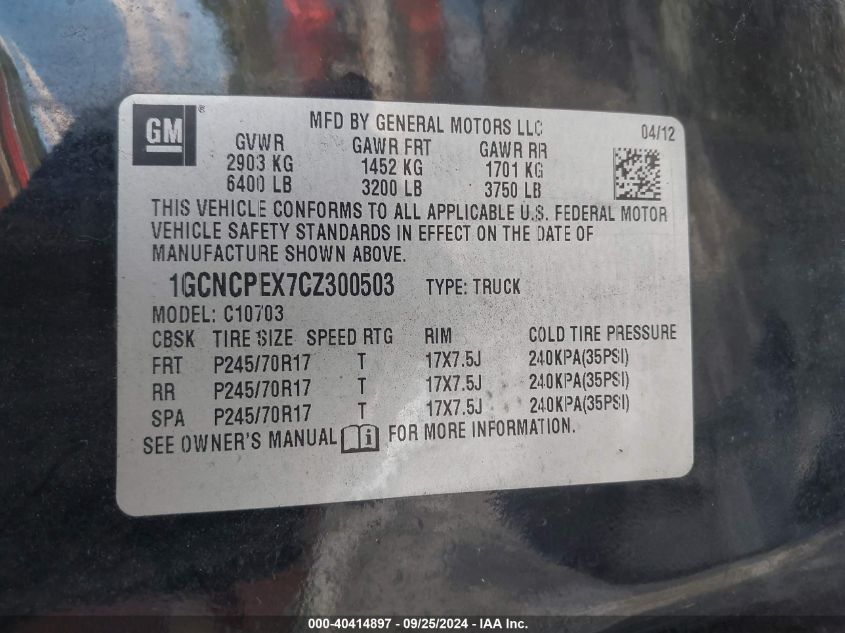 GM ®
MFD BY GENERAL MOTORS LLC 04/12
GVWR GAWR FRT GAWR RR
2903 KG 1452 KG 1701 KG
6400 LB 3200 LB 3750 LB
THIS VEHICLE CONFORMS TO ALL APPLICABLE U.S. FEDERAL MOTOR
VEHICLE SAFETY STANDARDS IN EFFECT ON THE DATE OF
MANUFACTURE SHOWN ABOVE.
1GCNCPEX7CZ300503 TYPE: TRUCK
MODEL: C10703
CBSK TIRE SIZE SPEED RTG RIM COLD TIRE PRESSURE
FRT P245/70R17 T 17X7.5J 240KPA(35PSI)
RR P245/70R17 T 17X7.5J 240KPA(35PSI)
SPA P245/70R17 T 17X7.5J 240KPA(35PSI)
SEE OWNER'S MANUAL i FOR MORE INFORMATION.
000-40414897 - 09/25/2024 - IAA Inc.